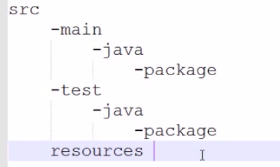 src
-main
-java
-package
-test
-java
-package
resources